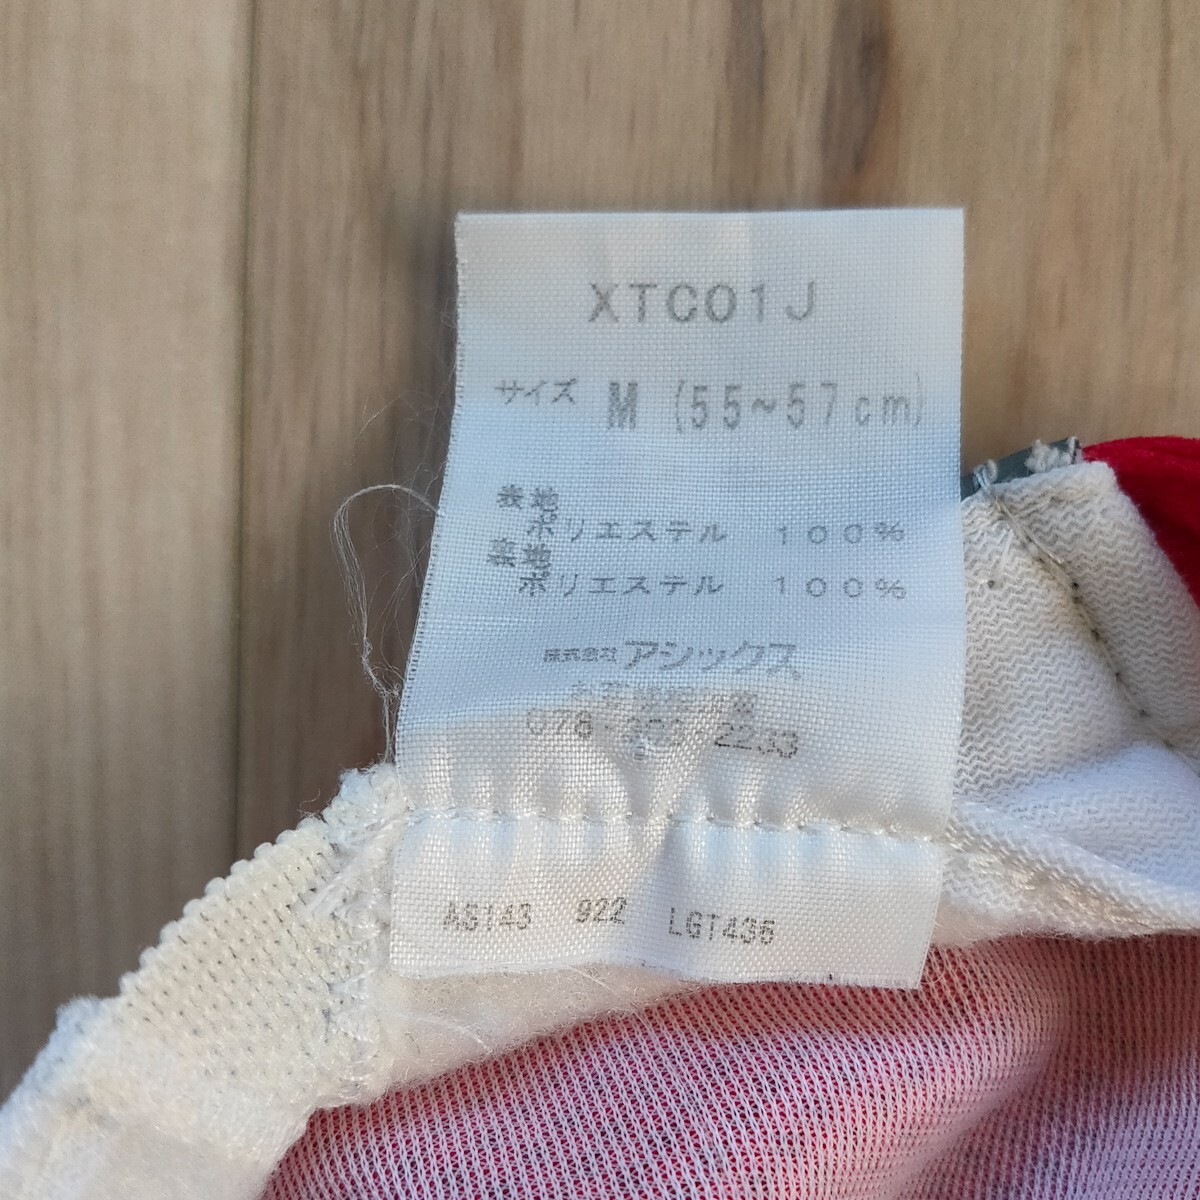 XTC01J
サイズ M (55~57cm)
表地
ポリエステル 100%
裏地
ポリエステル 100%
株式会社アシックス
922 LGT436